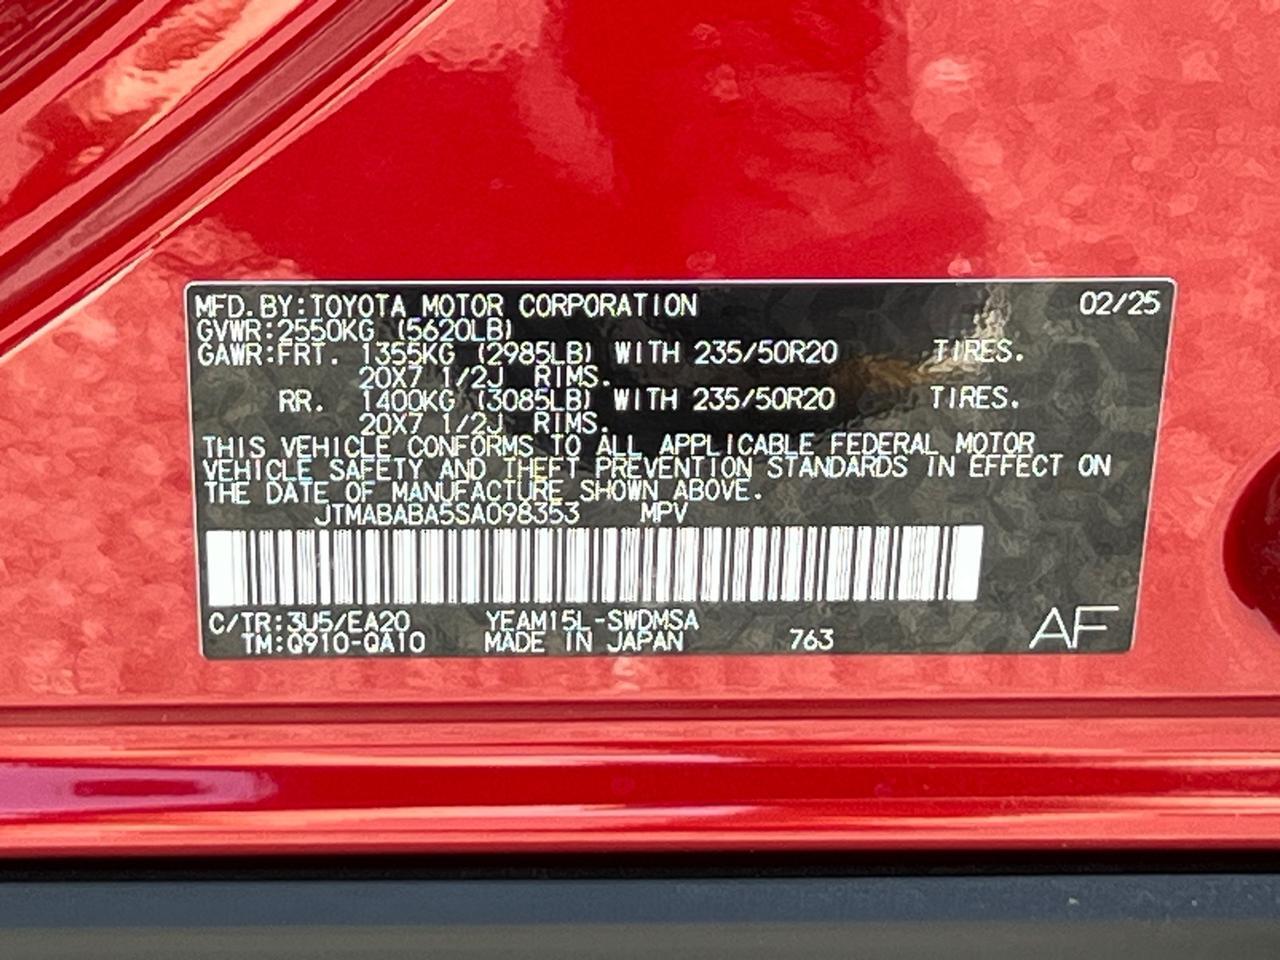 MFD.BY:TOYOTA MOTOR CORPORATION 02/25
GVWR:2550KG (5620LB)
GAWR:FRT. 1355KG (2985LB) WITH 235/50R20 TIRES.
20X7 1/2J RIMS.
RR. 1400KG (3085LB) WITH 235/50R20 TIRES.
20X7 1/2J RIMS.
THIS VEHICLE CONFORMS TO ALL APPLICABLE FEDERAL MOTOR
VEHICLE SAFETY AND THEFT PREVENTION STANDARDS IN EFFECT ON
THE DATE OF MANUFACTURE SHOWN ABOVE.
JTMABABA5SA098353 MPV
C/TR:3U5/EA20 YEAM15L-SWDMSA
TM:Q910-QA10 MADE IN JAPAN 763 AF